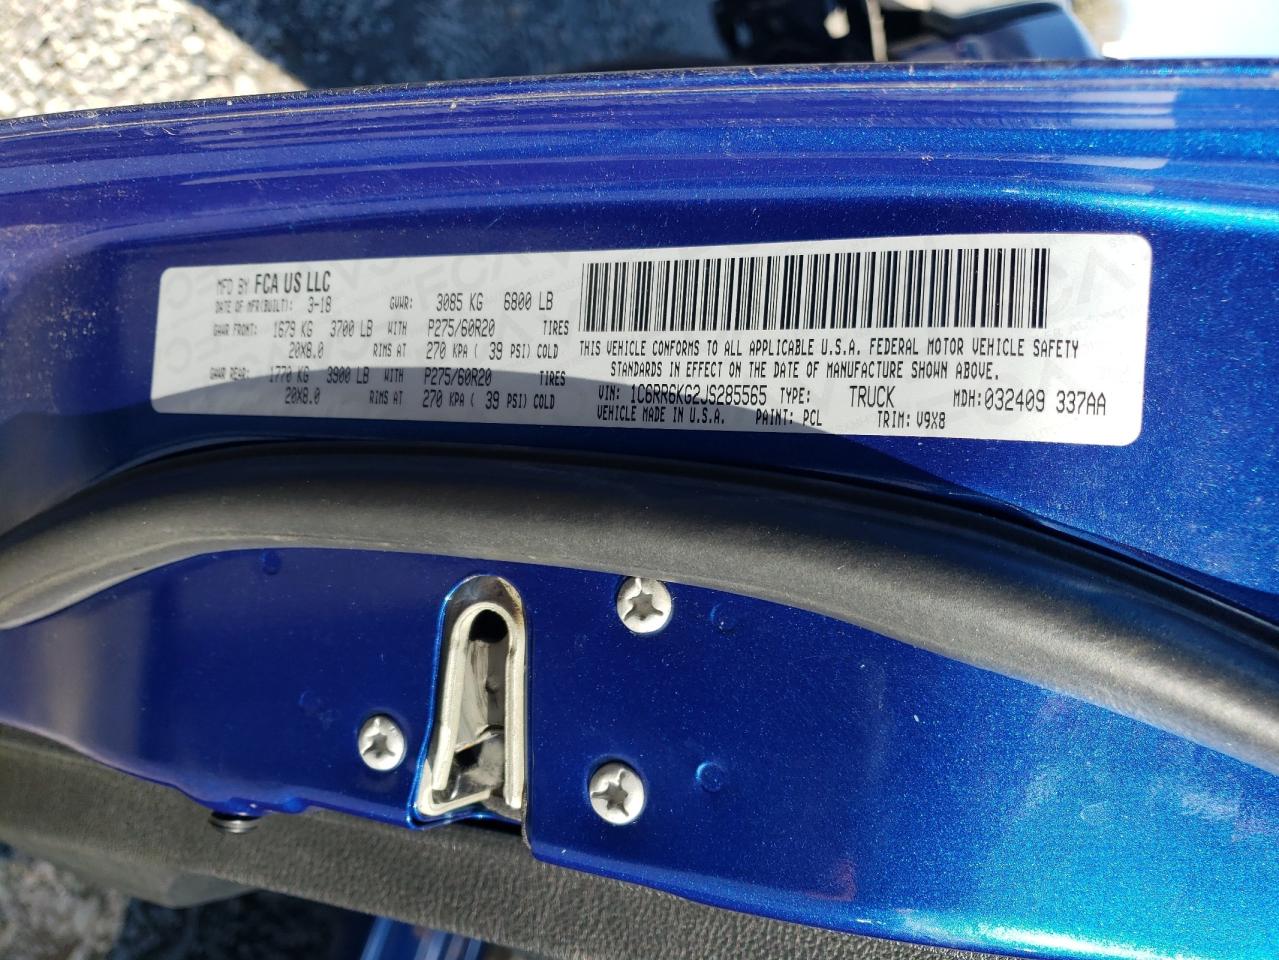 MFD BY FCA US LLC
DATE OF MFR(BUILT): 3-18 GVWR: 3085 KG 6800 LB
GAWR FRONT: 1679 KG 3700 LB WITH P275/60R20 TIRES
20X8.0 RIMS AT 270 KPA ( 39 PSI) COLD
GAWR REAR: 1770 KG 3900 LB WITH P275/60R20 TIRES
20X8.0 RIMS AT 270 KPA ( 39 PSI) COLD
THIS VEHICLE CONFORMS TO ALL APPLICABLE U.S.A. FEDERAL MOTOR VEHICLE SAFETY
STANDARDS IN EFFECT ON THE DATE OF MANUFACTURE SHOWN ABOVE.
VIN: 1C6RR6KG2JS285565 TYPE: TRUCK MDH: 032409 337AA
VEHICLE MADE IN U.S.A. PAINT: PCL TRIM: V9X8